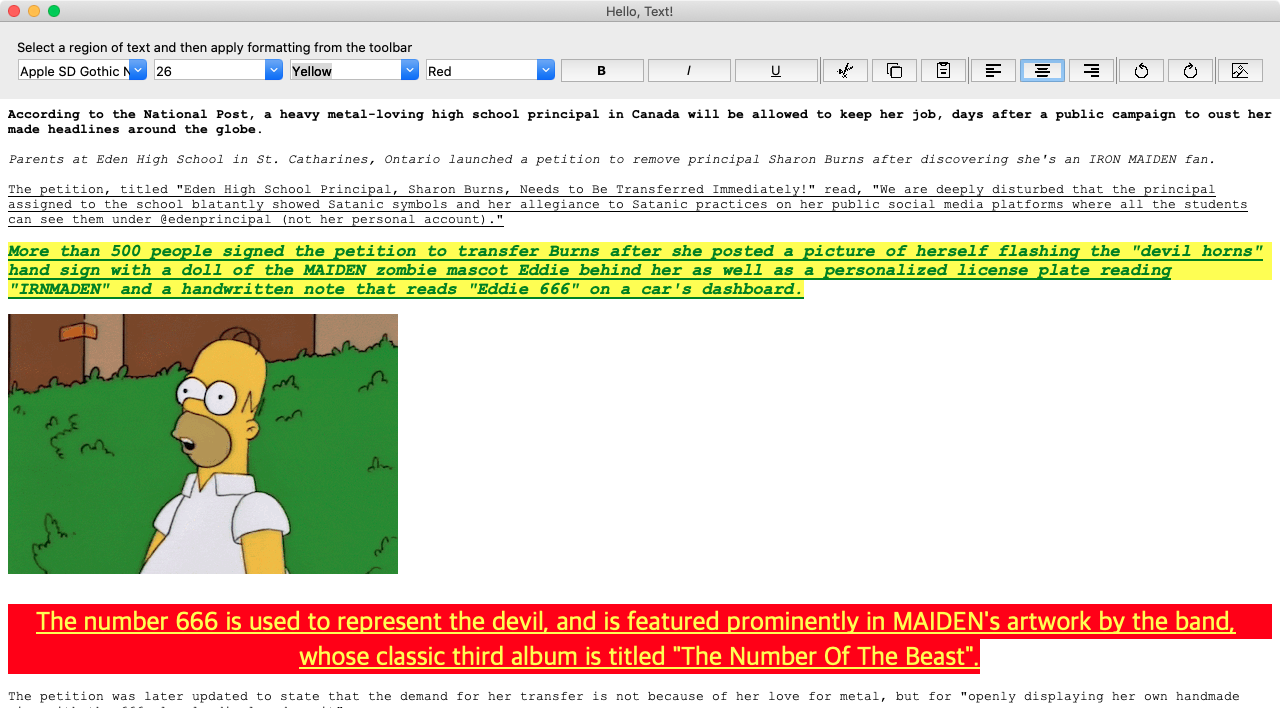 Hello, Text!
Select a region of text and then apply formatting from the toolbar
Apple SD Gothic N 26 Yellow Red B I U
According to the National Post, a heavy metal-loving high school principal in Canada will be allowed to keep her job, days after a public campaign to oust her
made headlines around the globe.
Parents at Eden High School in St. Catharines, Ontario launched a petition to remove principal Sharon Burns after discovering she's an IRON MAIDEN fan.
The petition, titled "Eden High School Principal, Sharon Burns, Needs to Be Transferred Immediately!" read, "We are deeply disturbed that the principal
assigned to the school blatantly showed Satanic symbols and her allegiance to Satanic practices on her public social media platforms where all the students
can see them under @edenprincipal (not her personal account)."
More than 500 people signed the petition to transfer Burns after she posted a picture of herself flashing the "devil horns"
hand sign with a doll of the MAIDEN zombie mascot Eddie behind her as well as a personalized license plate reading
"IRNMADEN" and a handwritten note that reads "Eddie 666" on a car's dashboard.
The number 666 is used to represent the devil, and is featured prominently in MAIDEN's artwork by the band,
whose classic third album is titled "The Number Of The Beast".
The petition was later updated to state that the demand for her transfer is not because of her love for metal, but for "openly displaying her own handmade